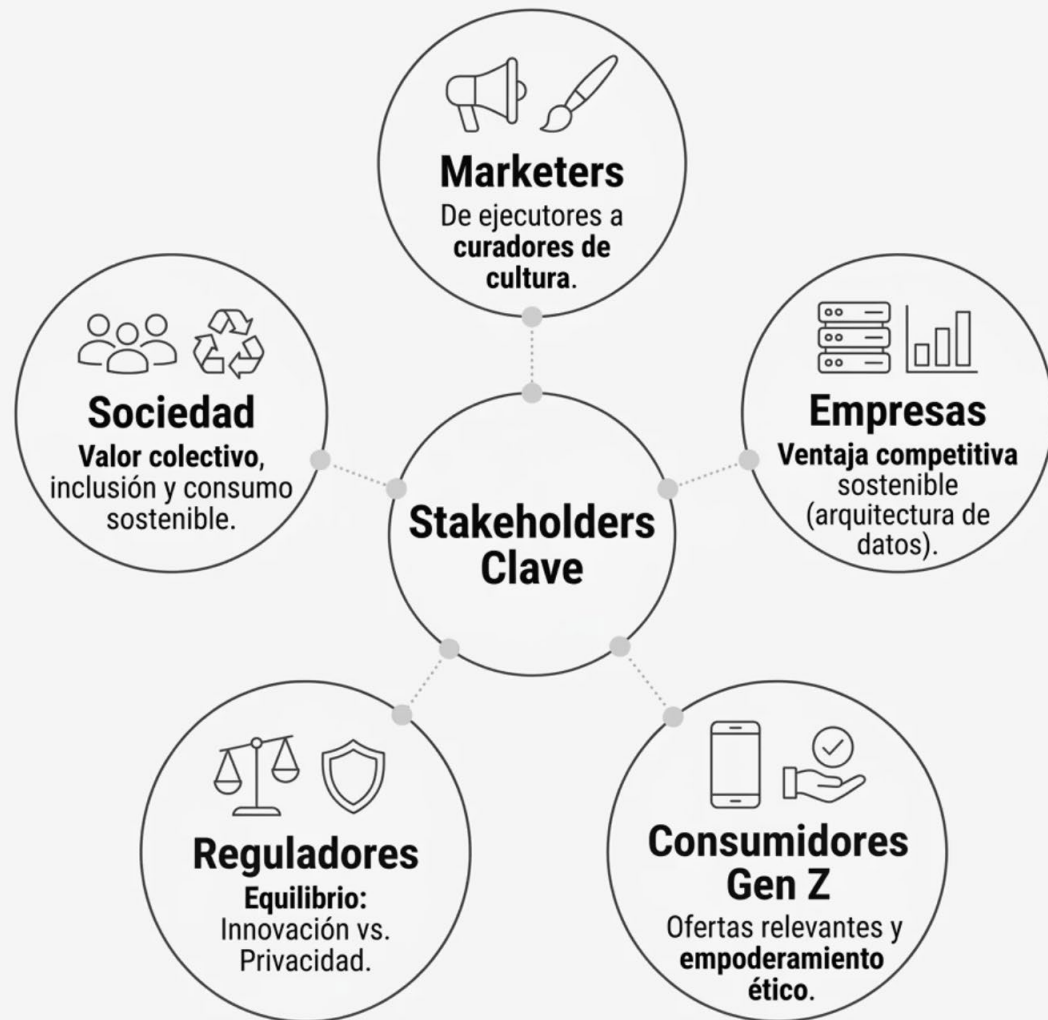 Marketers
De ejecutores a
curadores de
cultura.
Sociedad
Valor colectivo,
inclusión y consumo
sostenible.
Empresas
Ventaja competitiva
sostenible
(arquitectura de
datos).
Stakeholders
Clave
Reguladores
Equilibrio:
Innovación vs.
Privacidad.
Consumidores
Gen Z
Ofertas relevantes y
empoderamiento
ético.